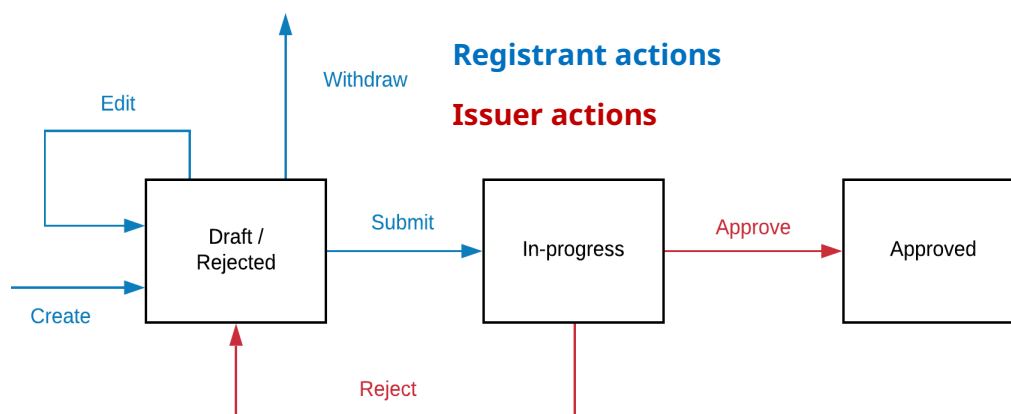 Registrant actions
Withdraw
Edit
Issuer actions
Draft /
Rejected
Submit
In-progress
Approve
Approved
Create
Reject